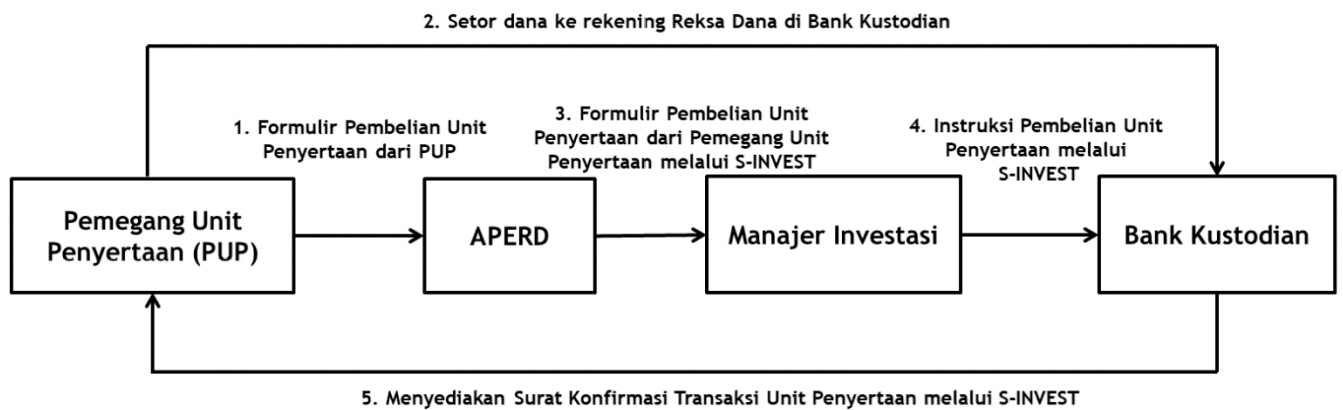 2. Setor dana ke rekening Reksa Dana di Bank Kustodian
1. Formulir Pembelian Unit
Penyertaan dari PUP
3. Formulir Pembelian Unit
Penyertaan dari Pemegang Unit
Penyertaan melalui S-INVEST
4. Instruksi Pembelian Unit
Penyertaan melalui
S-INVEST
Pemegang Unit
Penyertaan (PUP)
APERD
Manajer Investasi
Bank Kustodian
5. Menyediakan Surat Konfirmasi Transaksi Unit Penyertaan melalui S-INVEST